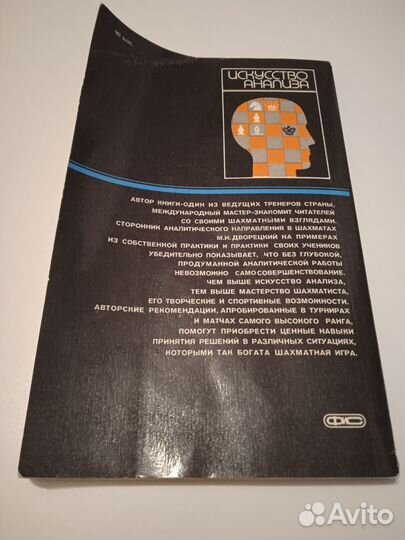 90 коп.
ИСКУССТВО
АНАЛИЗА
АВТОР КНИГИ-ОДИН ИЗ ВЕДУЩИХ ТРЕНЕРОВ СТРАНЫ,
МЕЖДУНАРОДНЫЙ МАСТЕР-ЗНАКОМИТ ЧИТАТЕЛЕЙ
СО СВОИМИ ШАХМАТНЫМИ ВЗГЛЯДАМИ.
СТОРОННИК АНАЛИТИЧЕСКОГО НАПРАВЛЕНИЯ В ШАХМАТАХ
М.И.ДВОРЕЦКИЙ НА ПРИМЕРАХ
ИЗ СОБСТВЕННОЙ ПРАКТИКИ И ПРАКТИКИ СВОИХ УЧЕНИКОВ
УБЕДИТЕЛЬНО ПОКАЗЫВАЕТ, ЧТО БЕЗ ГЛУБОКОЙ,
ПРОДУМАННОЙ АНАЛИТИЧЕСКОЙ РАБОТЫ
НЕВОЗМОЖНО САМОСОВЕРШЕНСТВОВАНИЕ.
ЧЕМ ВЫШЕ ИСКУССТВО АНАЛИЗА,
ТЕМ ВЫШЕ МАСТЕРСТВО ШАХМАТИСТА,
ЕГО ТВОРЧЕСКИЕ И СПОРТИВНЫЕ ВОЗМОЖНОСТИ.
АВТОРСКИЕ РЕКОМЕНДАЦИИ, АПРОБИРОВАННЫЕ В ТУРНИРАХ
И МАТЧАХ САМОГО ВЫСОКОГО РАНГА,
ПОМОГУТ ПРИОБРЕСТИ ЦЕННЫЕ НАВЫКИ
ПРИНЯТИЯ РЕШЕНИЙ В РАЗЛИЧНЫХ СИТУАЦИЯХ,
КОТОРЫМИ ТАК БОГАТА ШАХМАТНАЯ ИГРА.
ФИС
Avito